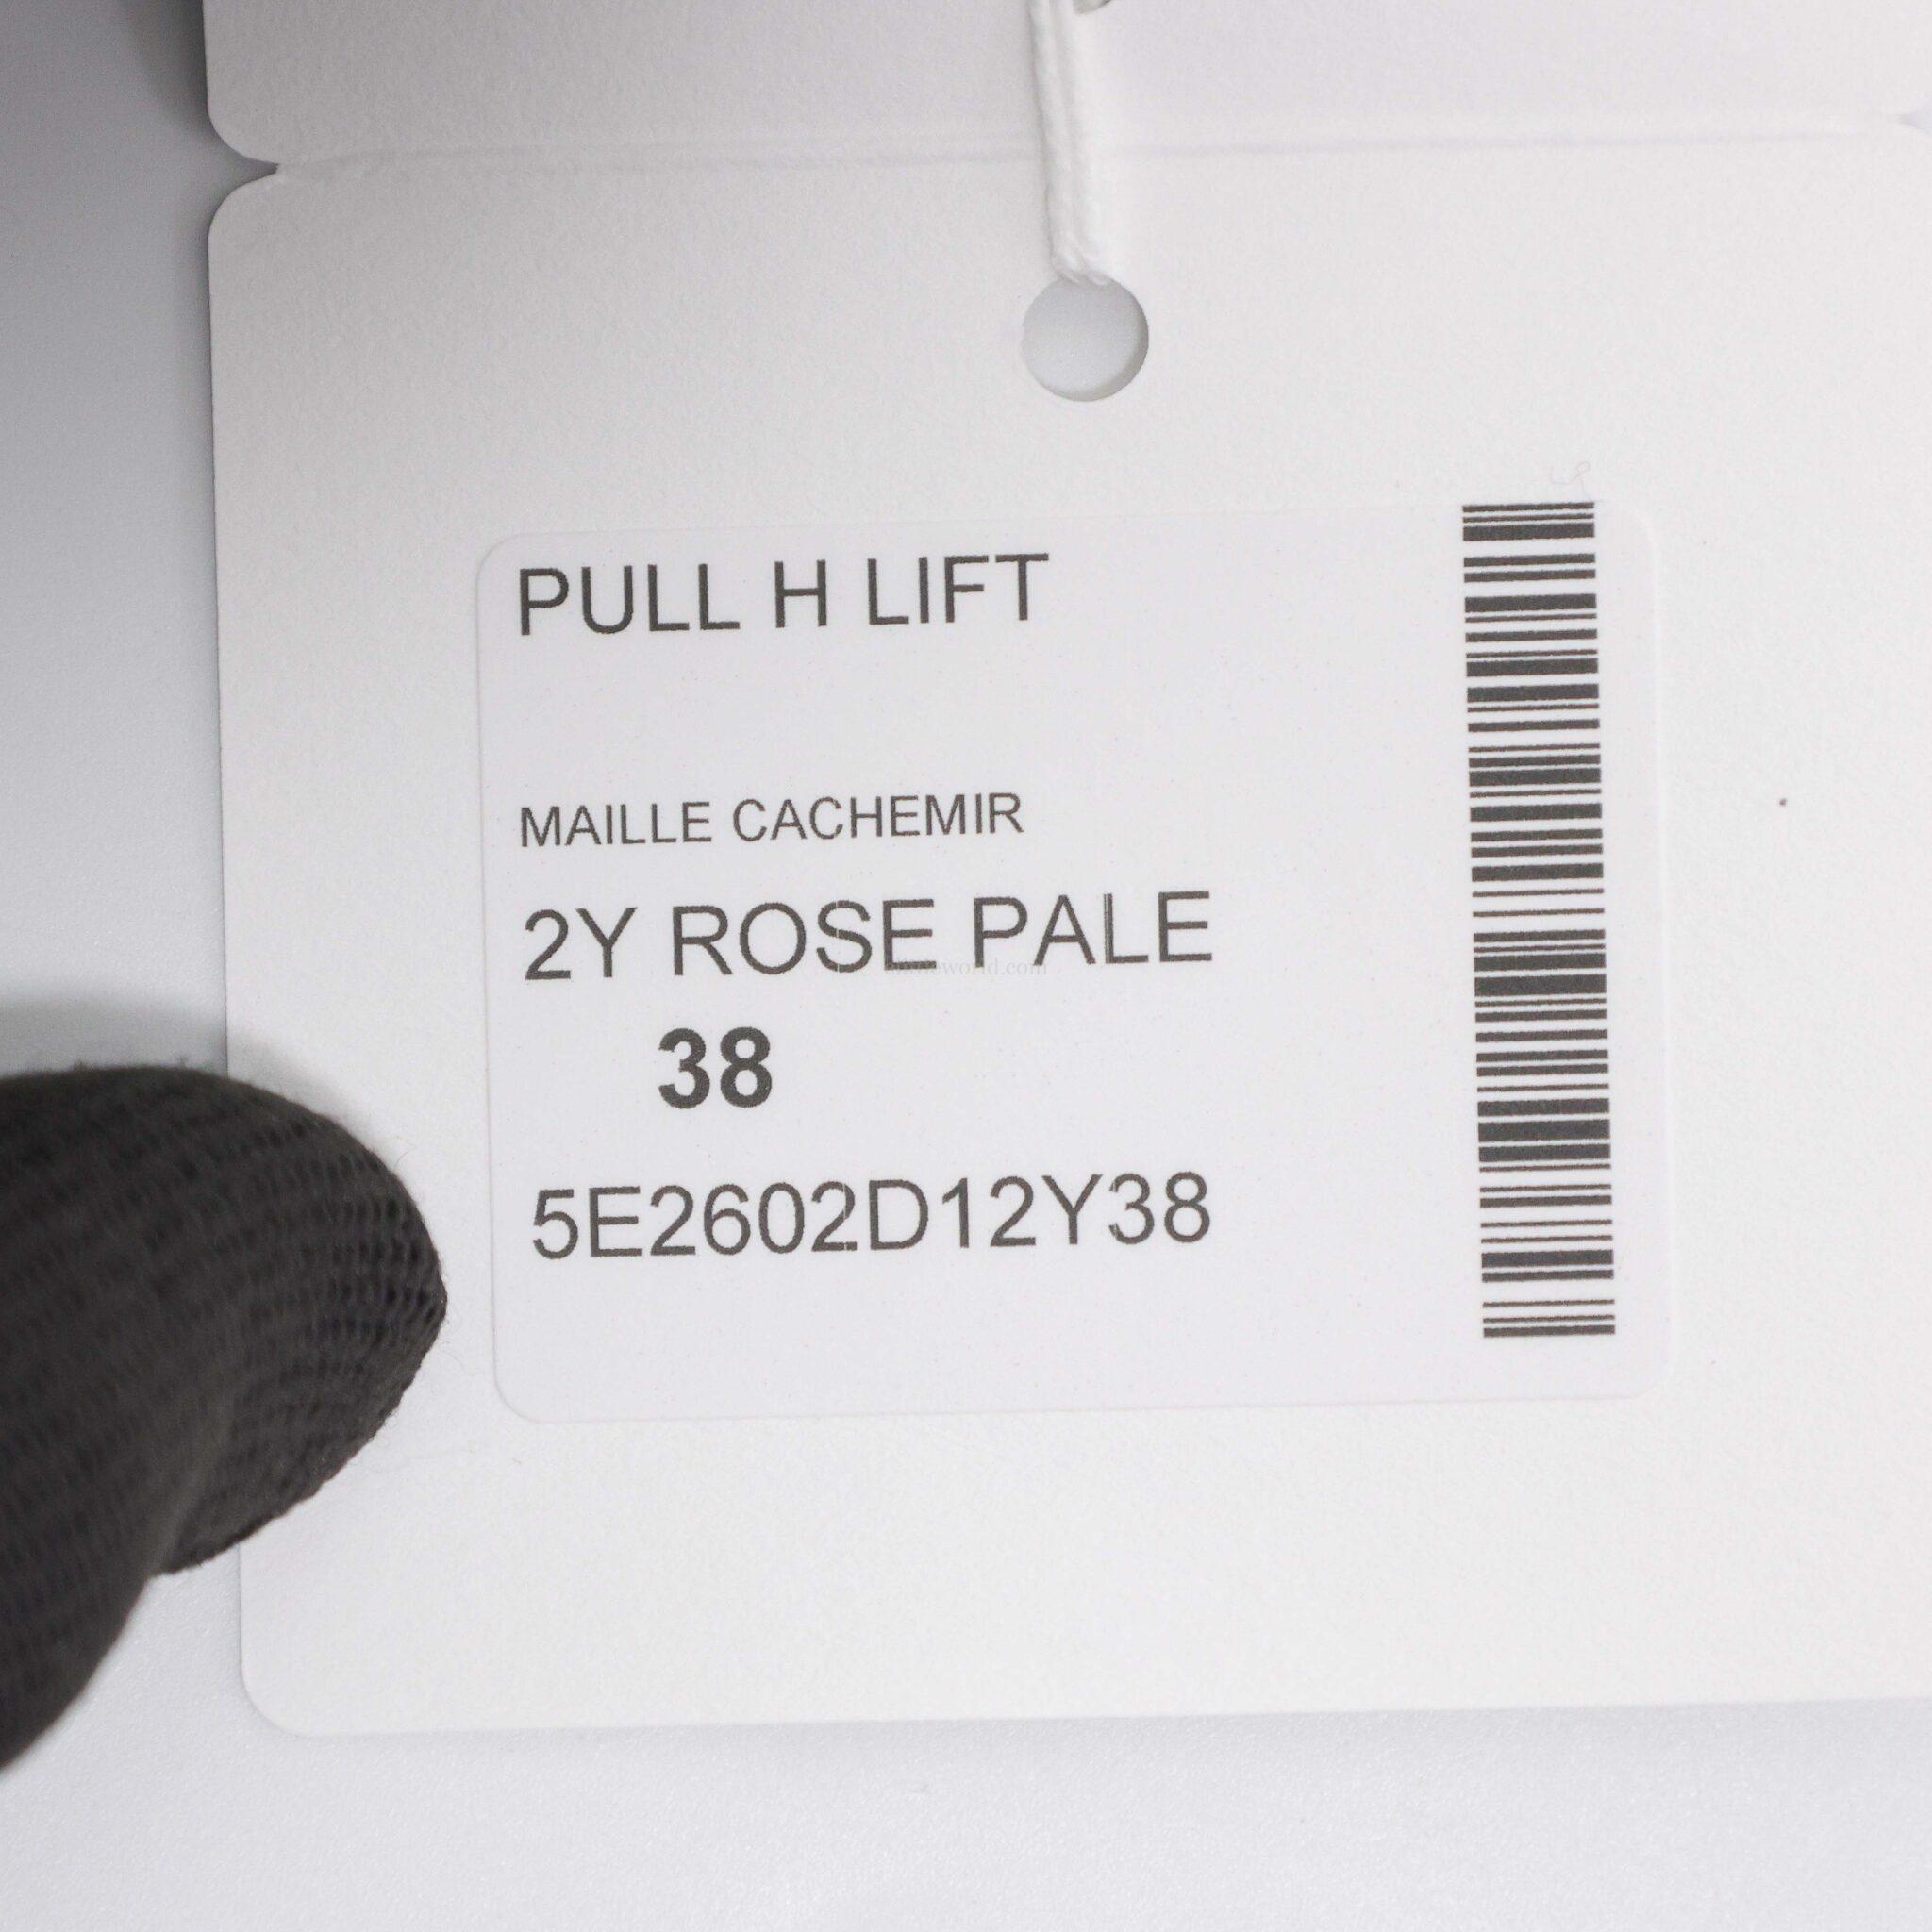 PULL H LIFT
MAILLE CACHEMIR
2Y ROSE PALE
38
5E2602D12Y38